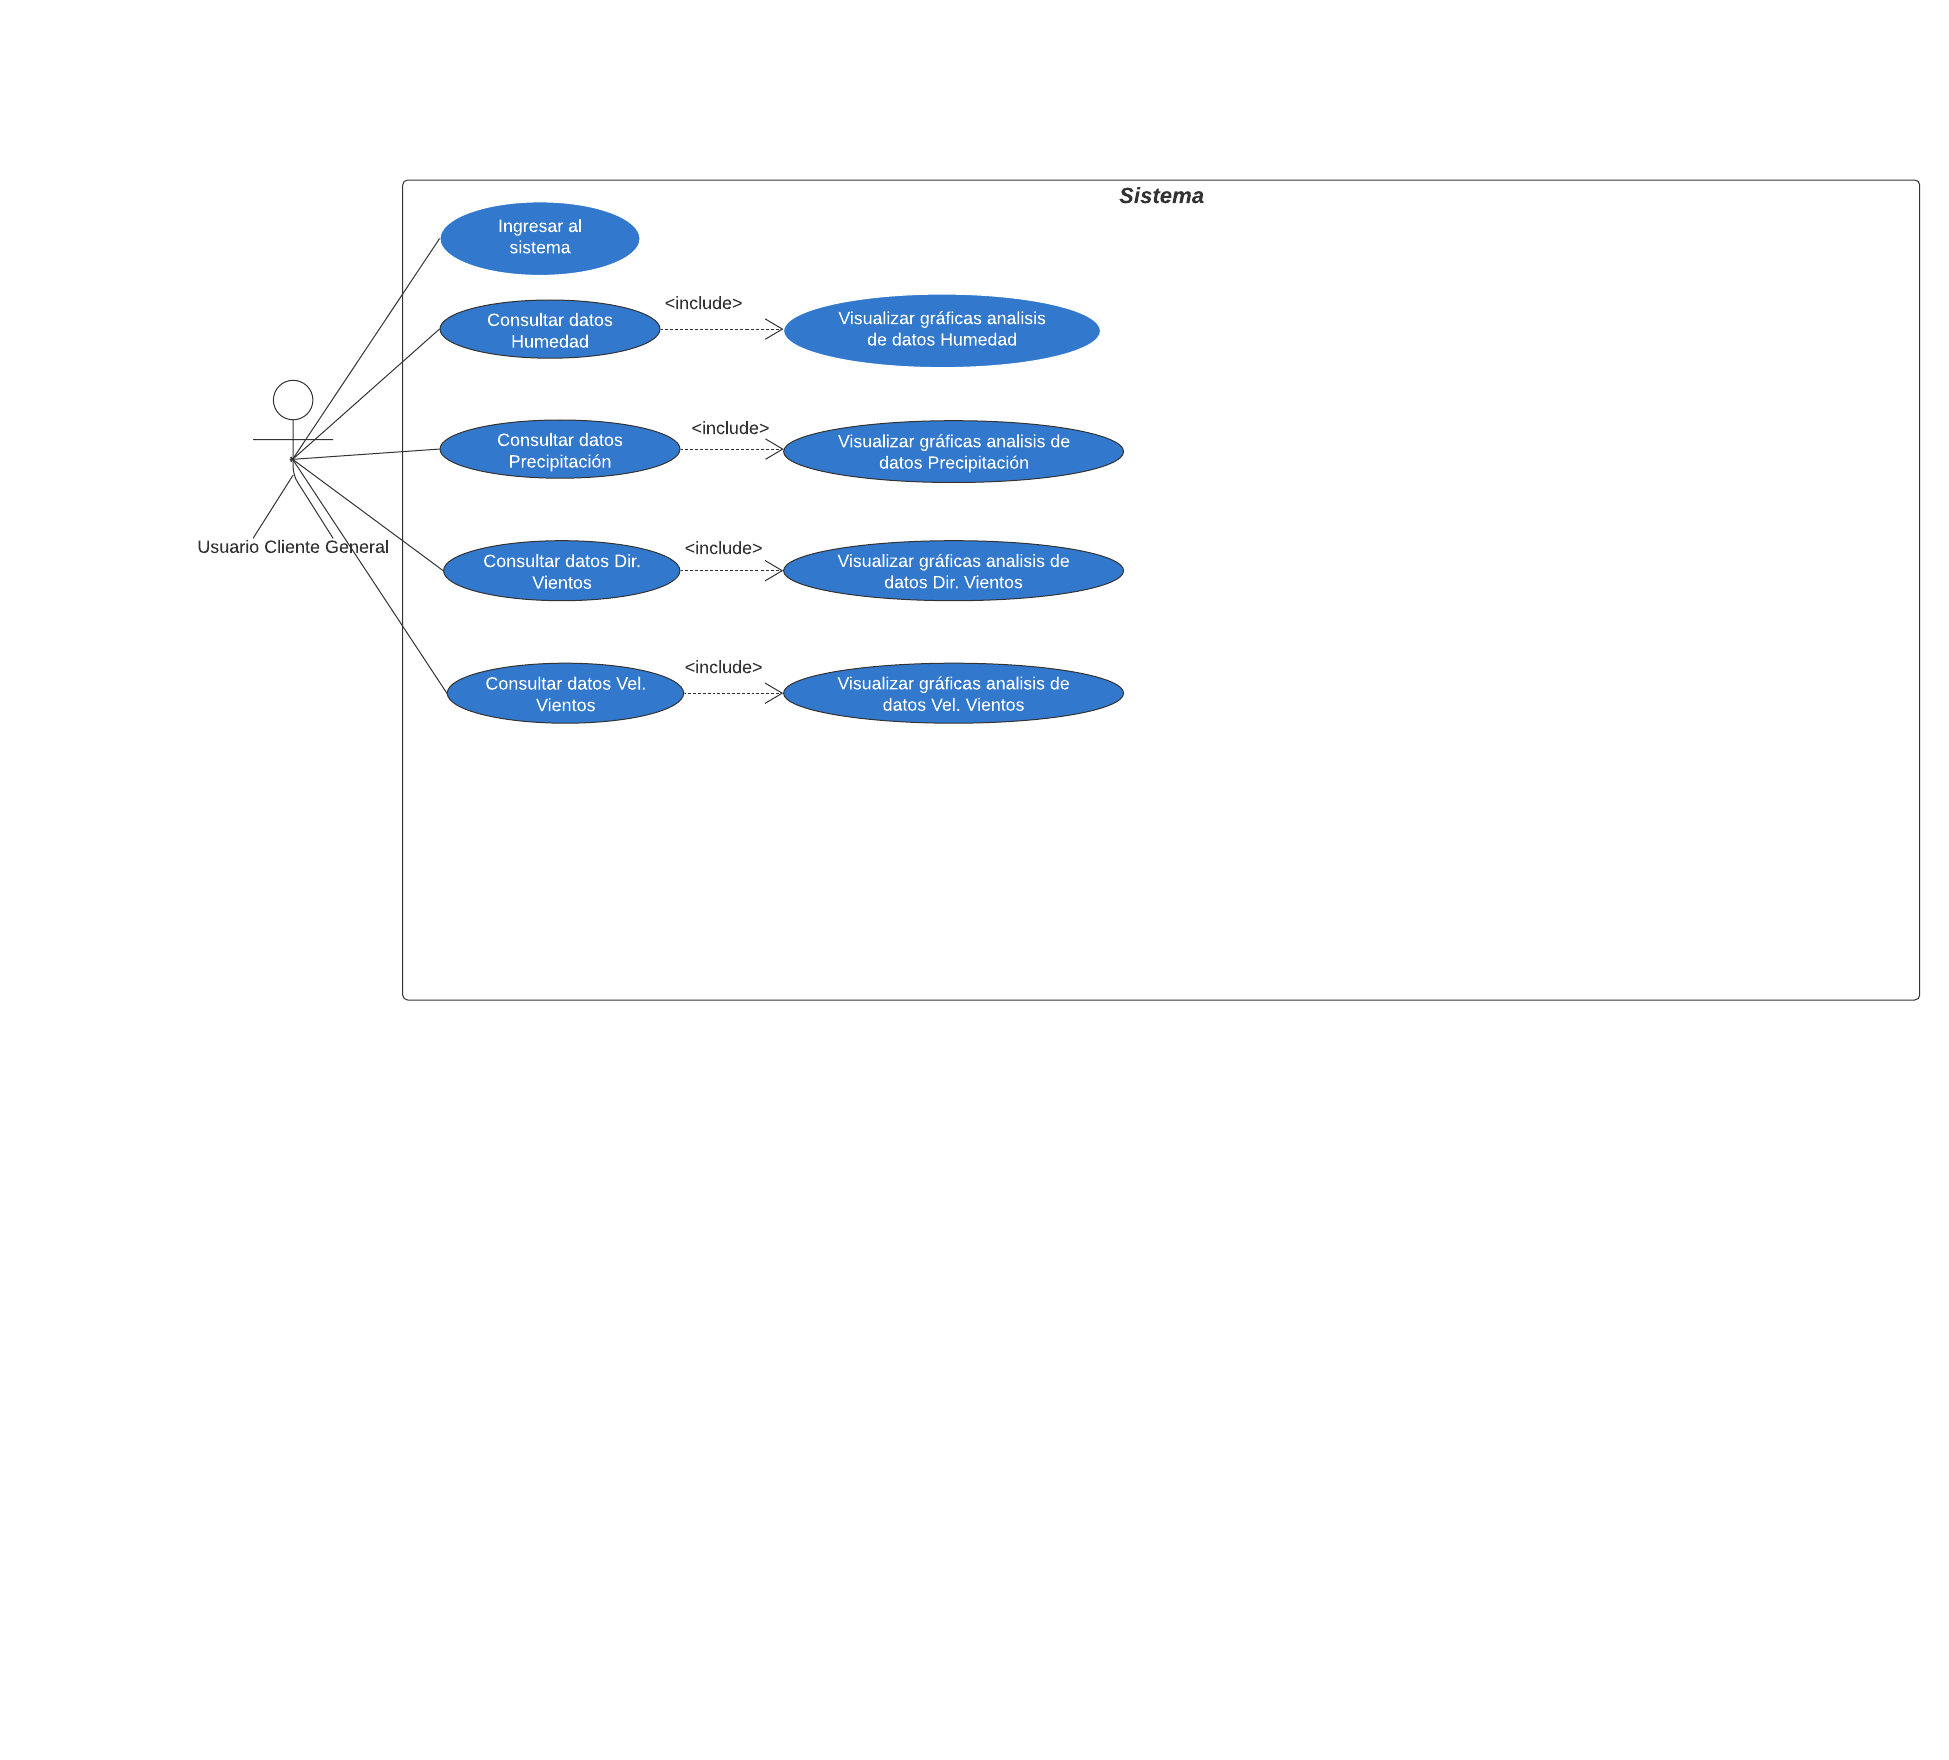 Sistema
Ingresar al
sistema
Consultar datos
Humedad
<include>
Visualizar gráficas analisis
de datos Humedad
Consultar datos
Precipitación
<include>
Visualizar gráficas analisis de
datos Precipitación
Usuario Cliente General
Consultar datos Dir.
Vientos
<include>
Visualizar gráficas analisis de
datos Dir. Vientos
Consultar datos Vel.
Vientos
<include>
Visualizar gráficas analisis de
datos Vel. Vientos